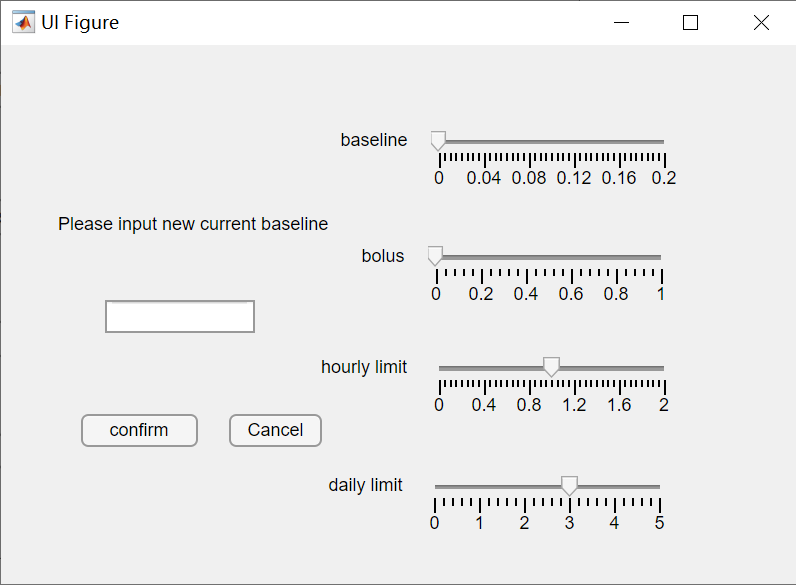 UI Figure
baseline
0 0.04 0.08 0.12 0.16 0.2
Please input new current baseline
bolus
0 0.2 0.4 0.6 0.8 1
hourly limit
0 0.4 0.8 1.2 1.6 2
confirm Cancel
daily limit
0 1 2 3 4 5